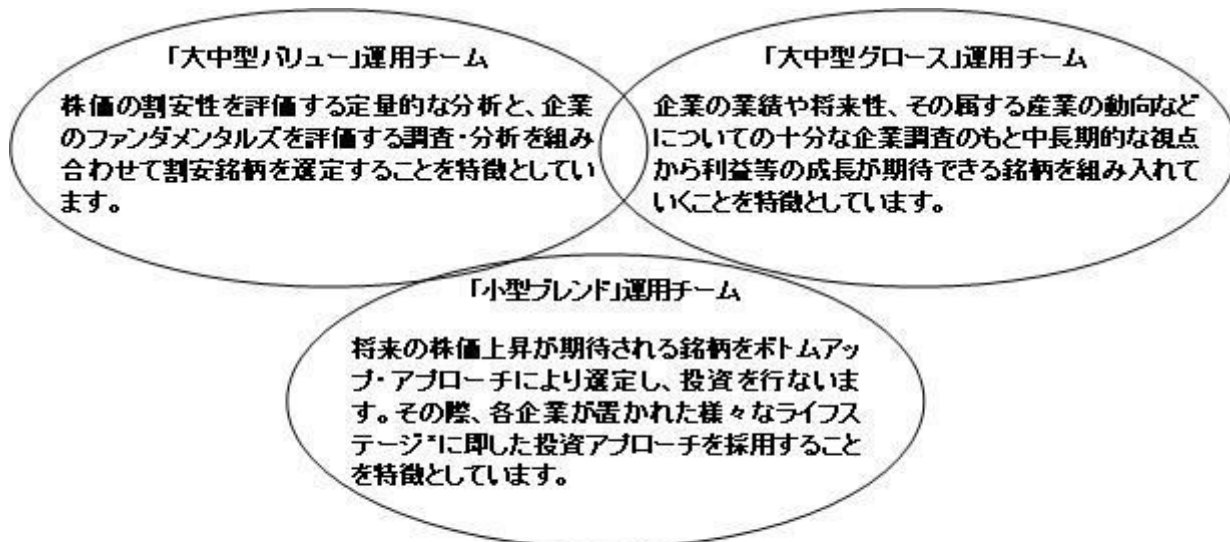 「大中型バリュー」運用チーム
株価の割安性を評価する定量的な分析と、企業
のファンダメンタルズを評価する調査・分析を組み
合わせて割安銘柄を選定することを特徴としてい
ます。
「大中型グロース」運用チーム
企業の業績や将来性、その属する産業の動向など
についての十分な企業調査のもと中長期的な視点
から利益等の成長が期待できる銘柄を組み入れて
いくことを特徴としています。
「小型ブレンド」運用チーム
将来の株価上昇が期待される銘柄をボトムアッ
プ・アプローチにより選定し、投資を行ないま
す。その際、各企業が置かれた様々なライフス
テージ*に即した投資アプローチを採用すること
を特徴としています。